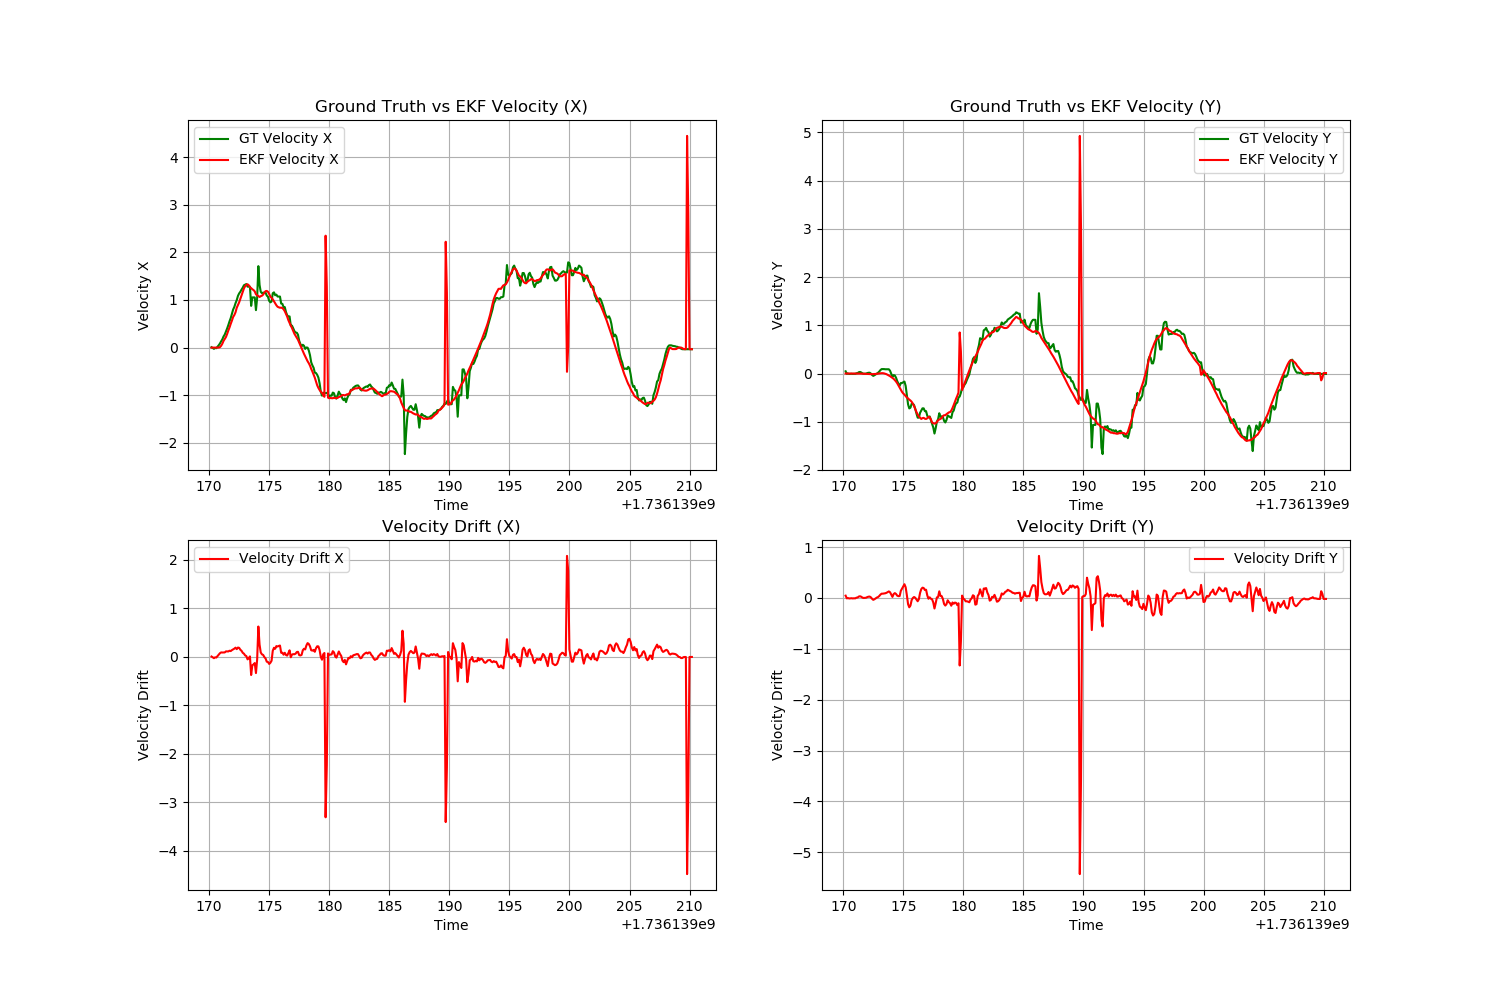 Ground Truth vs EKF Velocity (X)
GT Velocity X
EKF Velocity X
Velocity X
4
3
2
1
0
−1
−2
170 175 180 185 190 195 200 205 210
Time
+1.736139e9
Ground Truth vs EKF Velocity (Y)
GT Velocity Y
EKF Velocity Y
Velocity Y
5
4
3
2
1
0
−1
−2
170 175 180 185 190 195 200 205 210
Time
+1.736139e9
Velocity Drift (X)
Velocity Drift X
Velocity Drift
2
1
0
−1
−2
−3
−4
170 175 180 185 190 195 200 205 210
Time
+1.736139e9
Velocity Drift (Y)
Velocity Drift Y
Velocity Drift
1
0
−1
−2
−3
−4
−5
170 175 180 185 190 195 200 205 210
Time
+1.736139e9